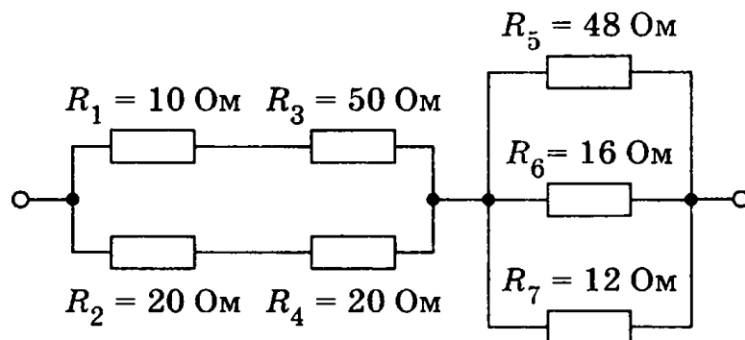 R₅ = 48 Ом
R₁ = 10 Ом R₃ = 50 Ом
R₆= 16 Ом
R₂ = 20 Ом R₄ = 20 Ом
R₇ = 12 Ом